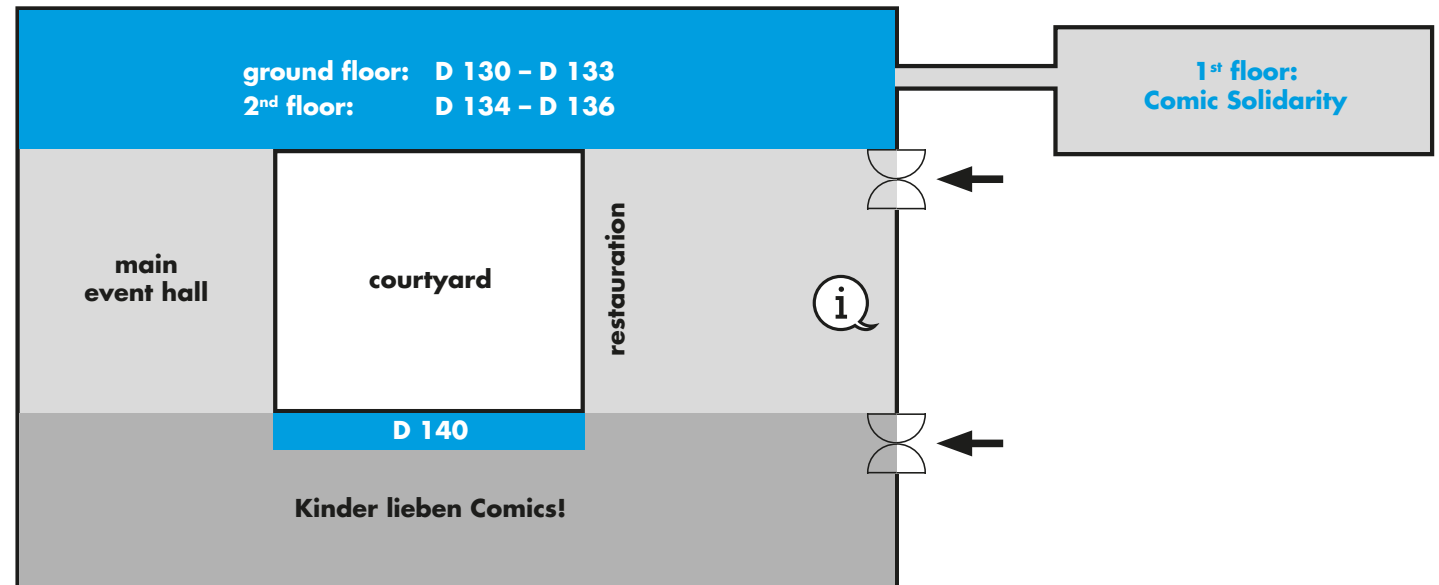 ground floor: D 130 – D 133
2nd floor: D 134 – D 136
1st floor:
Comic Solidarity
main
event hall
courtyard
restauration
i
D 140
Kinder lieben Comics!